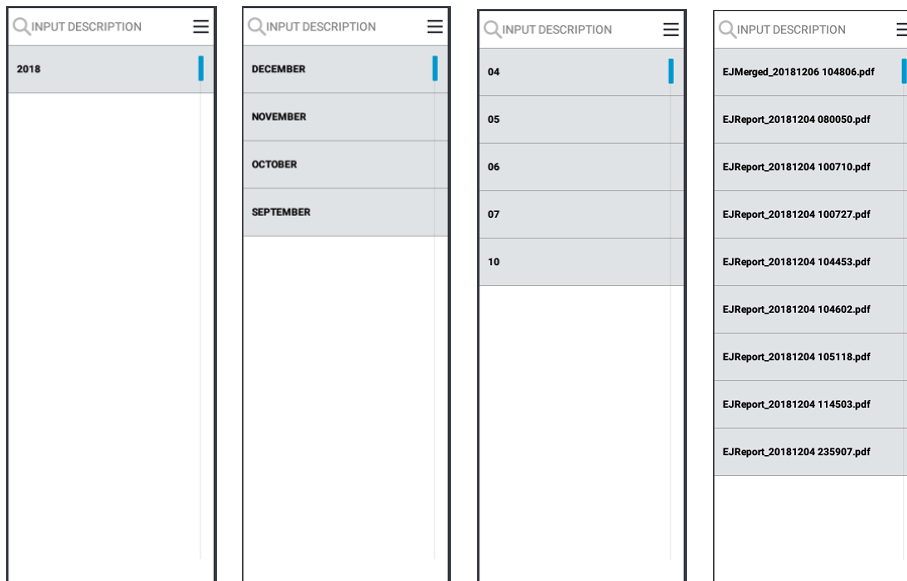 INPUT DESCRIPTION
2018
INPUT DESCRIPTION
DECEMBER
NOVEMBER
OCTOBER
SEPTEMBER
INPUT DESCRIPTION
04
05
06
07
10
INPUT DESCRIPTION
EJMerged_20181206 104806.pdf
EJReport_20181204 080050.pdf
EJReport_20181204 100710.pdf
EJReport_20181204 100727.pdf
EJReport_20181204 104453.pdf
EJReport_20181204 104602.pdf
EJReport_20181204 105118.pdf
EJReport_20181204 114503.pdf
EJReport_20181204 235907.pdf